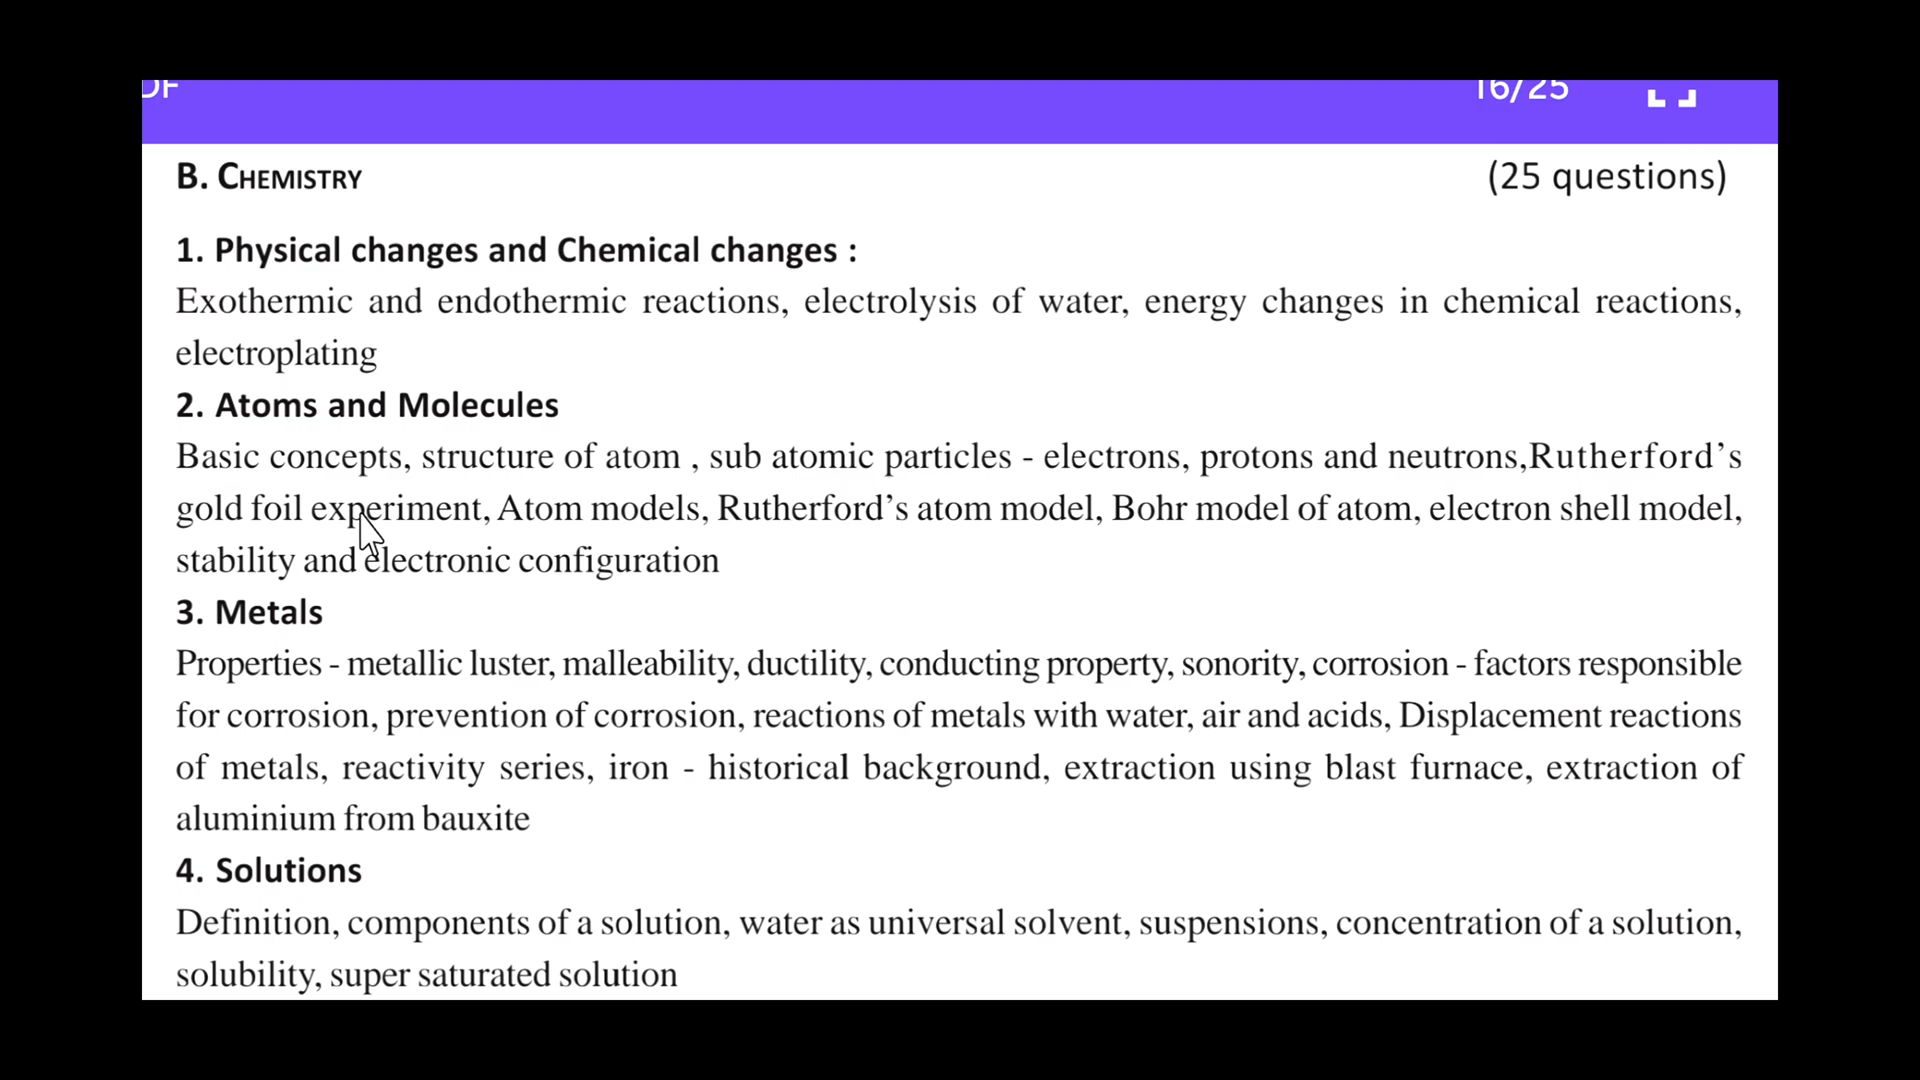 DF 16/25
B. CHEMISTRY (25 questions)
1. Physical changes and Chemical changes :
Exothermic and endothermic reactions, electrolysis of water, energy changes in chemical reactions,
electroplating
2. Atoms and Molecules
Basic concepts, structure of atom , sub atomic particles - electrons, protons and neutrons,Rutherford’s
gold foil experiment, Atom models, Rutherford’s atom model, Bohr model of atom, electron shell model,
stability and electronic configuration
3. Metals
Properties - metallic luster, malleability, ductility, conducting property, sonority, corrosion - factors responsible
for corrosion, prevention of corrosion, reactions of metals with water, air and acids, Displacement reactions
of metals, reactivity series, iron - historical background, extraction using blast furnace, extraction of
aluminium from bauxite
4. Solutions
Definition, components of a solution, water as universal solvent, suspensions, concentration of a solution,
solubility, super saturated solution